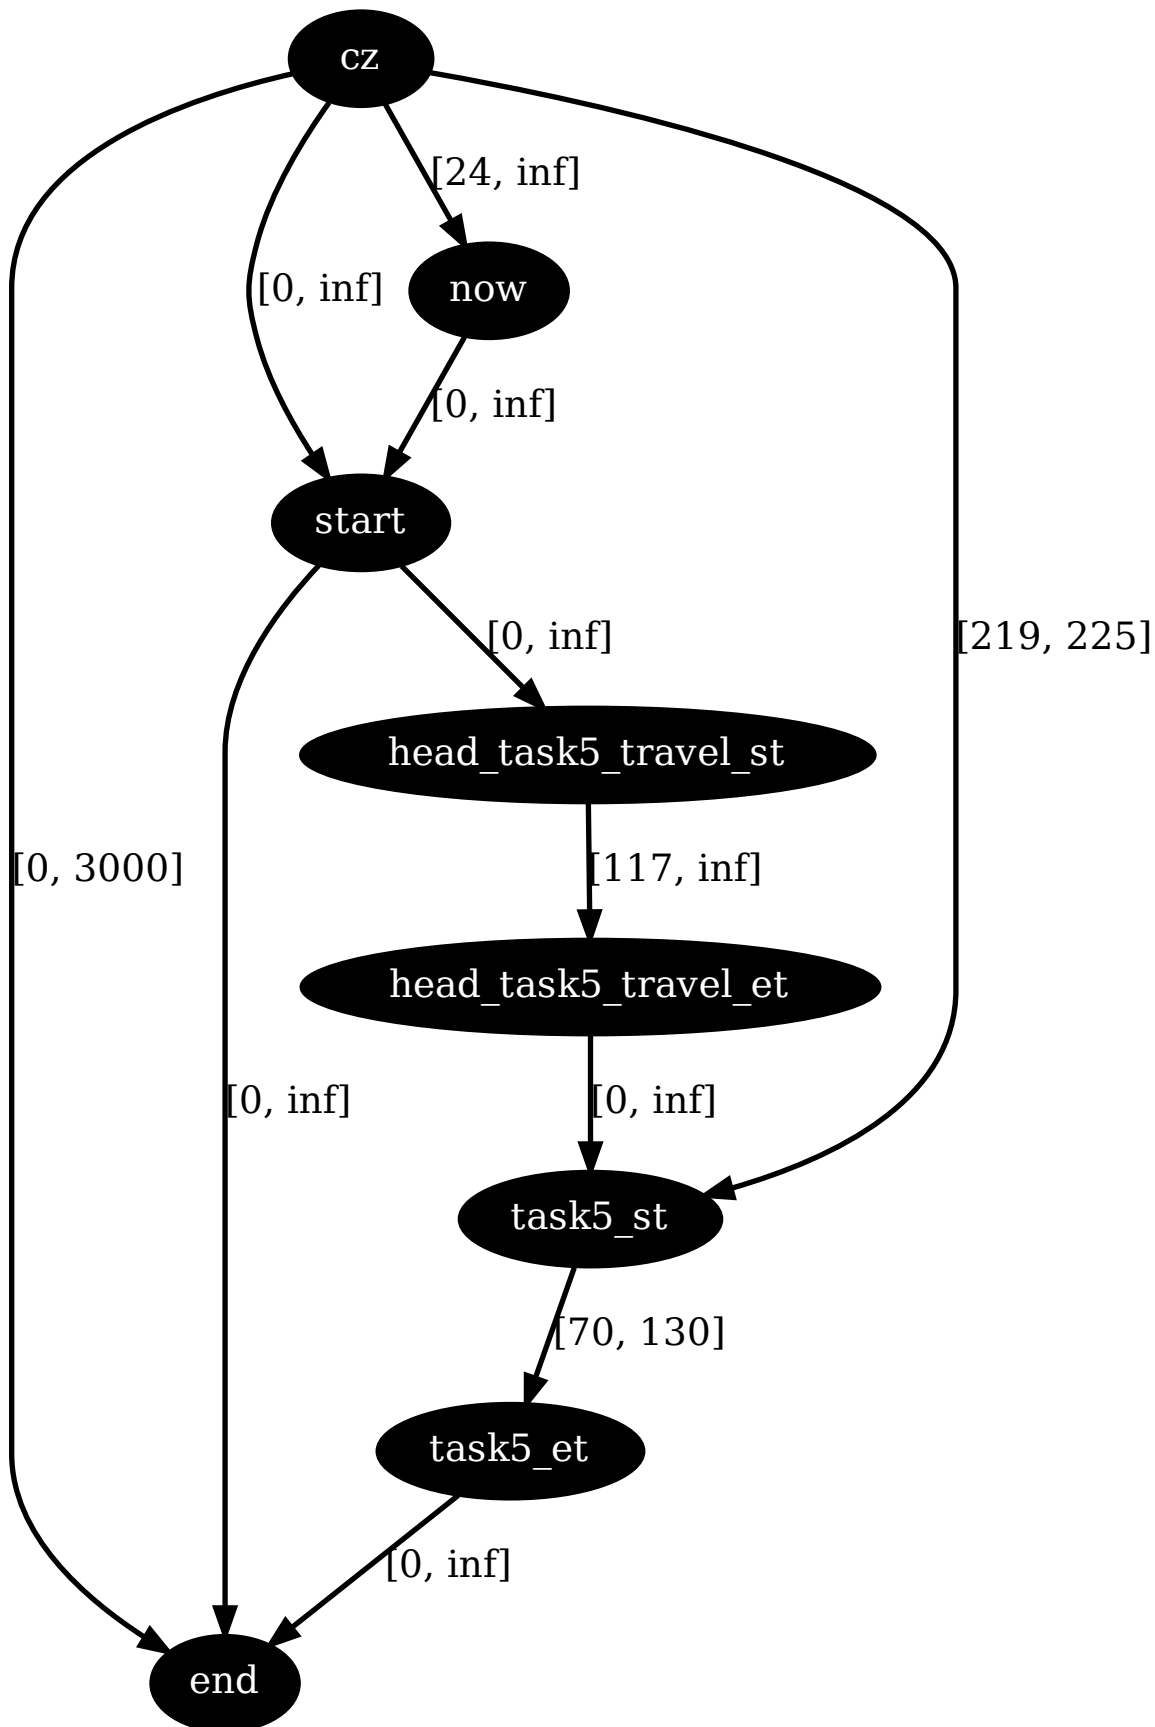 cz
[24, inf]
[0, inf]
now
[0, inf]
start
[0, inf]
[219, 225]
head_task5_travel_st
[0, 3000]
[117, inf]
head_task5_travel_et
[0, inf]
[0, inf]
task5_st
[70, 130]
task5_et
[0, inf]
end